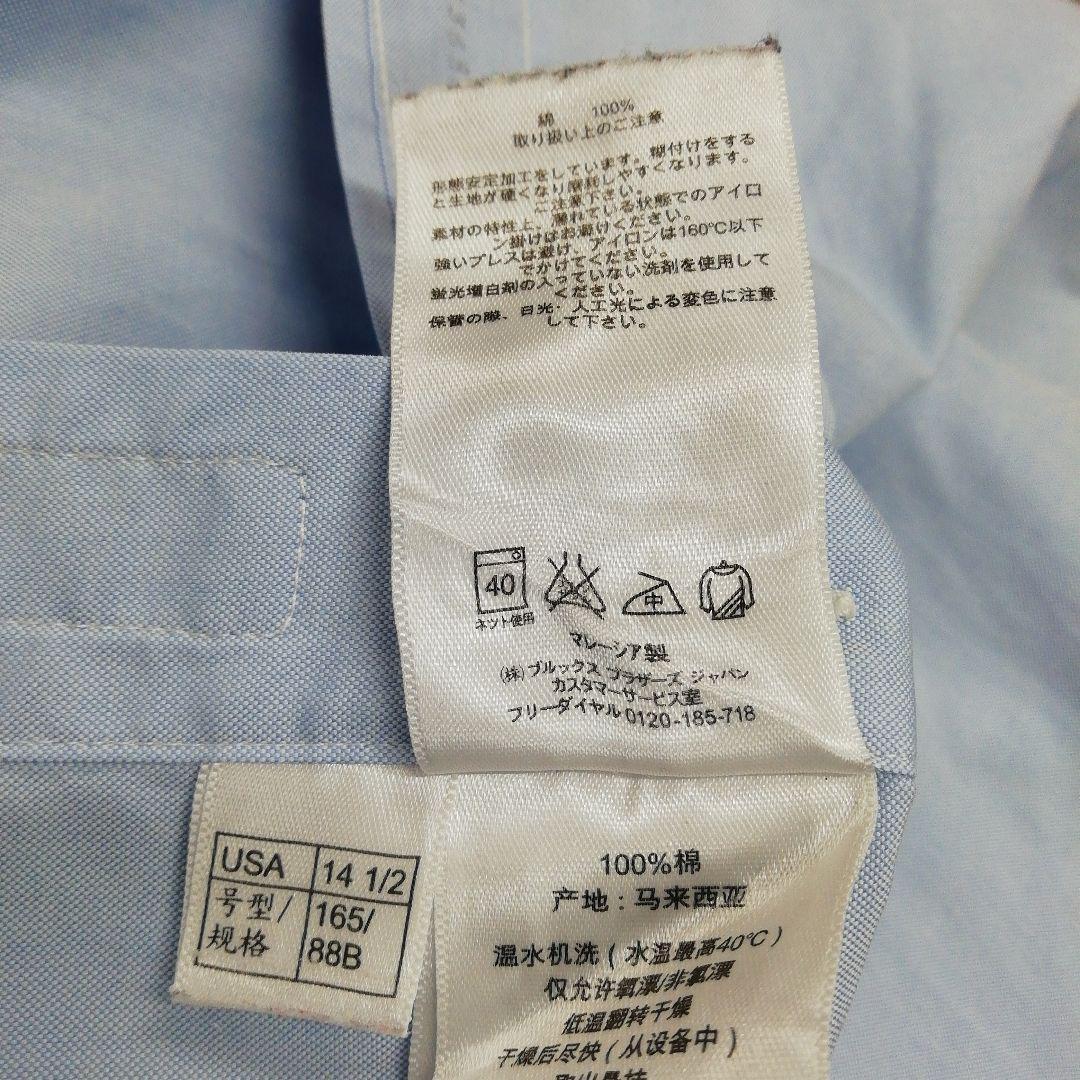 綿 100%
取り扱い上のご注意
形態安定加工をしています。糊付けをする
と生地が硬くなり磨耗しやすくなります。
ご注意下さい。
素材の特性上、濡れている状態でのアイロ
ン掛けはお避けください。
強いプレスは避け、アイロンは160℃以下
でかけてください。
蛍光増白剤の入っていない洗剤を使用して
ください。
保管の際、白光・人工光による変色に注意
して下さい。
40
中
ネット使用
マレーシア製
(株)ブルックス ブラザーズ ジャパン
カスタマーサービス室
フリーダイヤル 0120-185-718
USA 14 1/2
号型/ 165/
规格 88B
100%棉
产地：马来西亚
温水机洗（水温最高40℃）
仅允许氧漂/非氯漂
低温翻转干燥
干燥后尽快（从设备中）